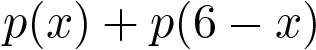 p(x) + p(6 − x)